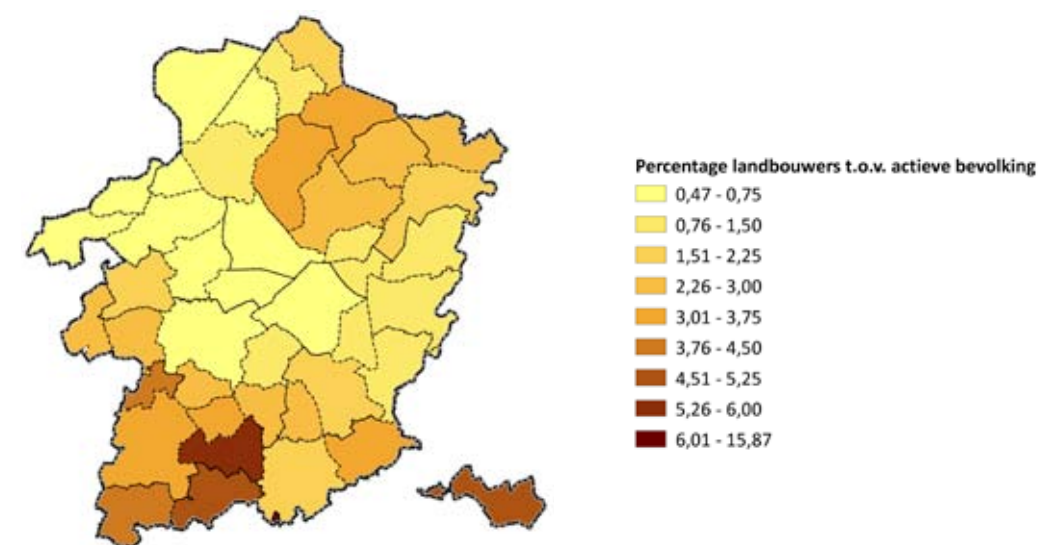 Percentage landbouwers t.o.v. actieve bevolking
0,47 - 0,75
0,76 - 1,50
1,51 - 2,25
2,26 - 3,00
3,01 - 3,75
3,76 - 4,50
4,51 - 5,25
5,26 - 6,00
6,01 - 15,87